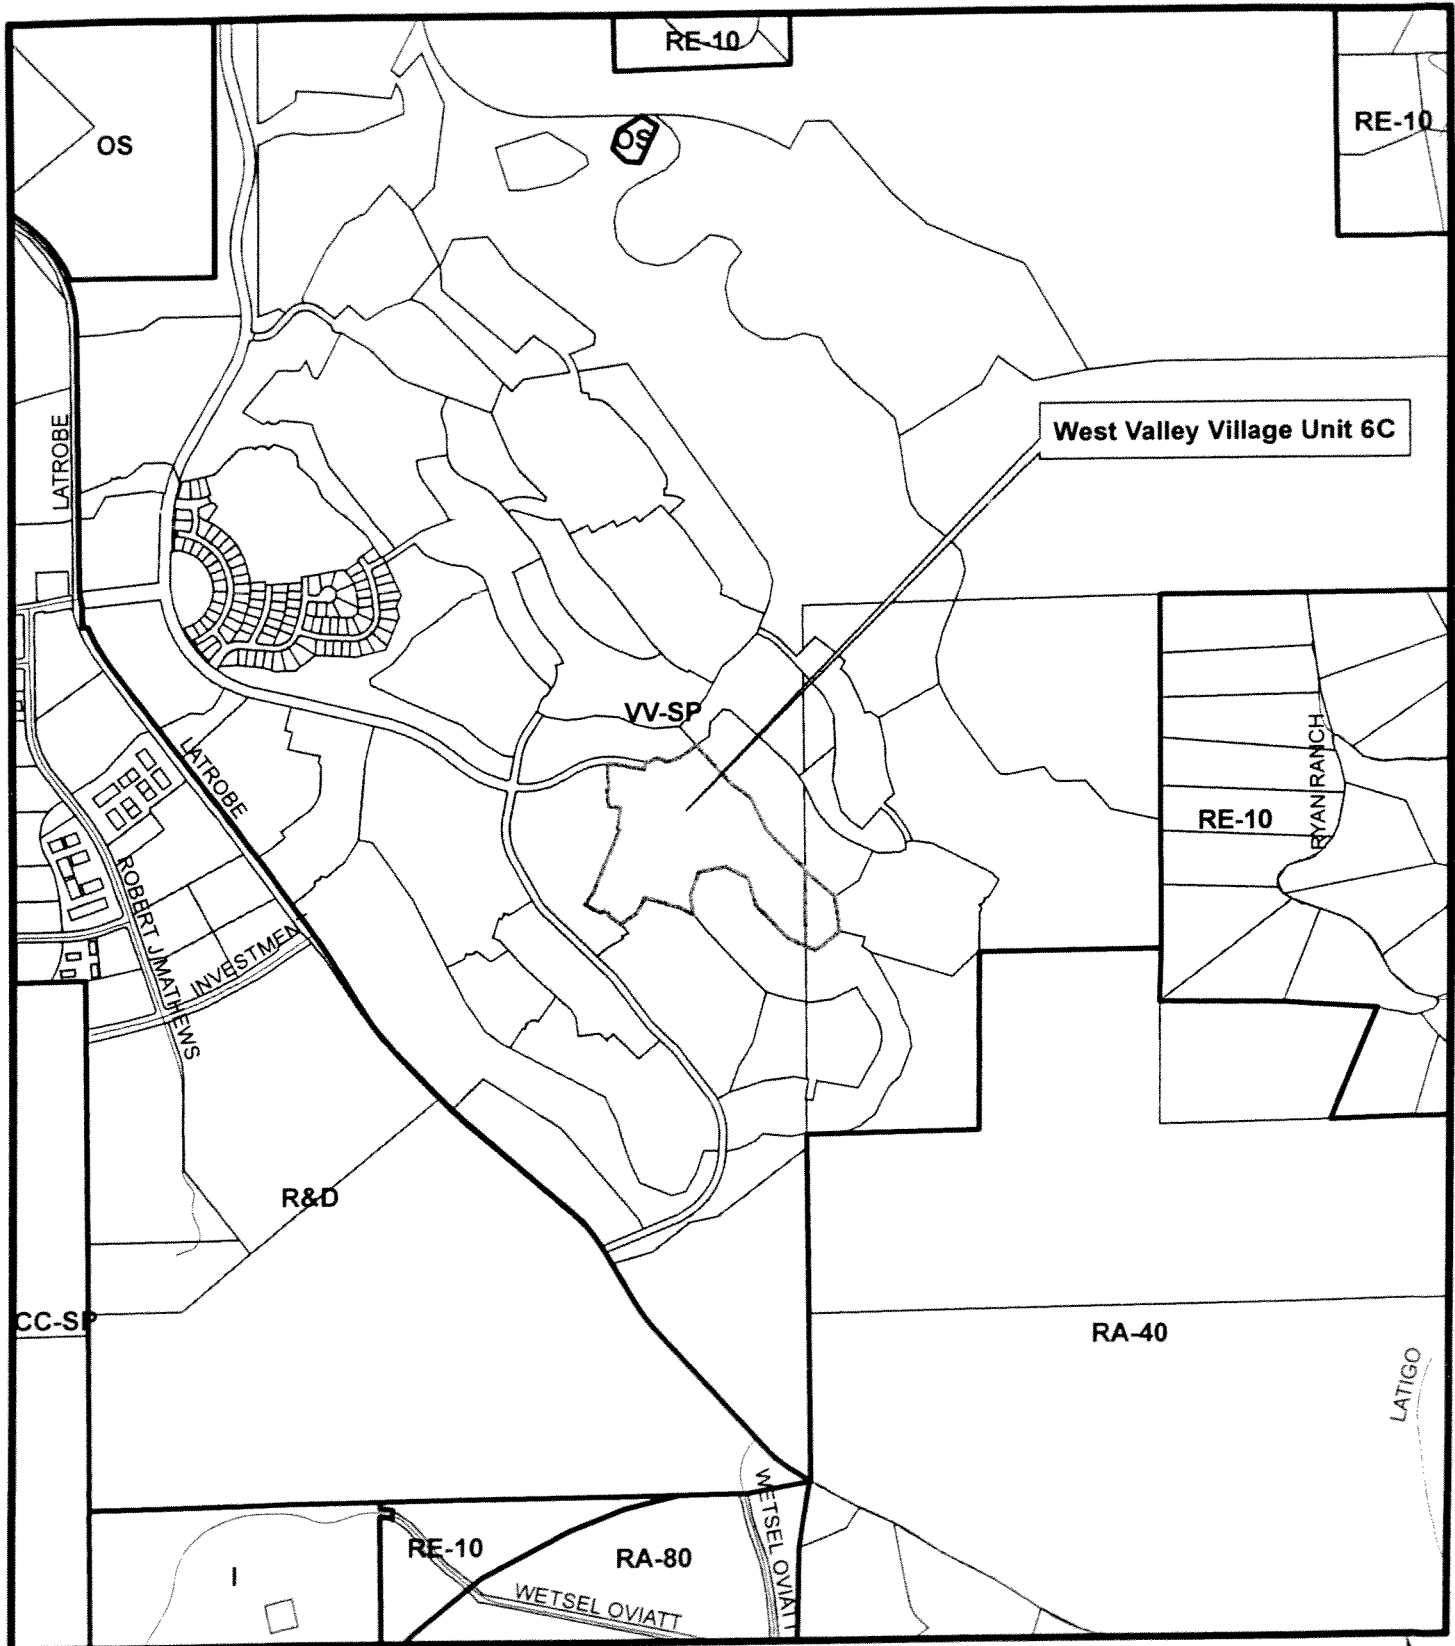 RE-10
OS
OS
RE-10
LATROBE
West Valley Village Unit 6C
VV-SP
LATROBE
RYAN RANCH
RE-10
ROBERT J MATHEWS
INVESTMEN
R&D
CC-SP
RA-40
LATIGO
WETSEL OVIATT
RE-10
RA-80
I
WETSEL OVIATT